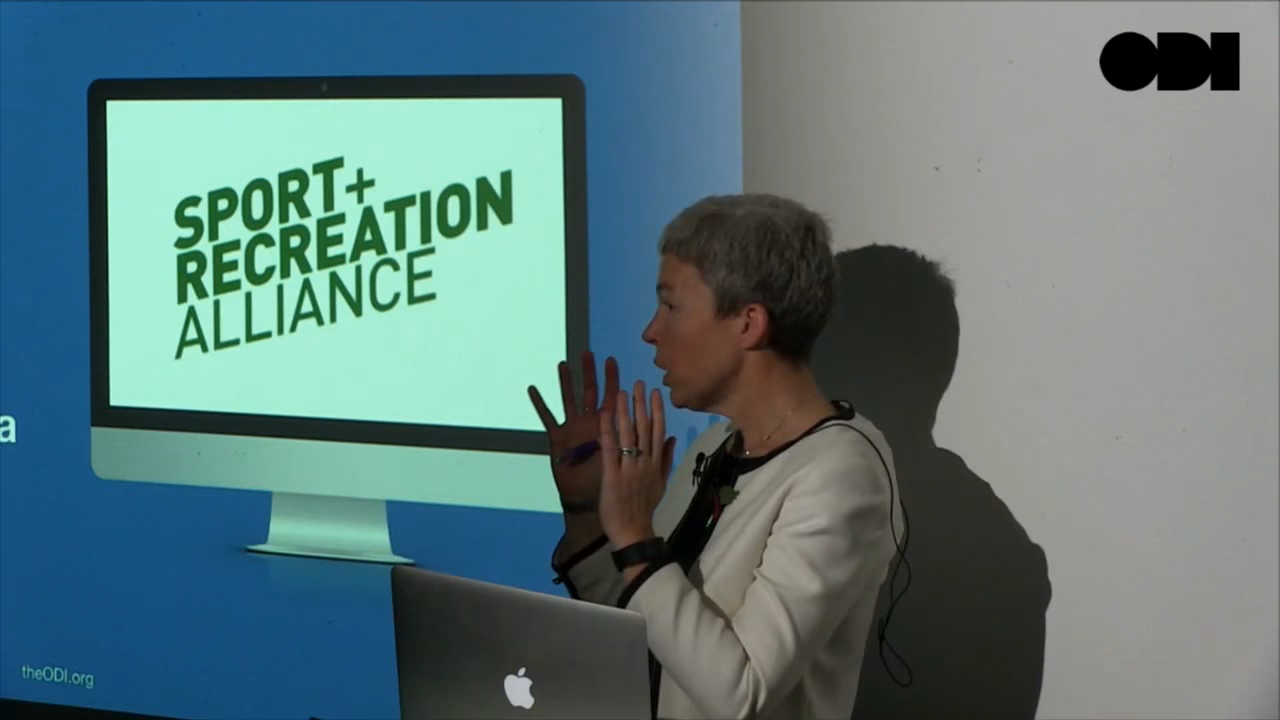 ODI
SPORT+
RECREATION
ALLIANCE
a
theODI.org